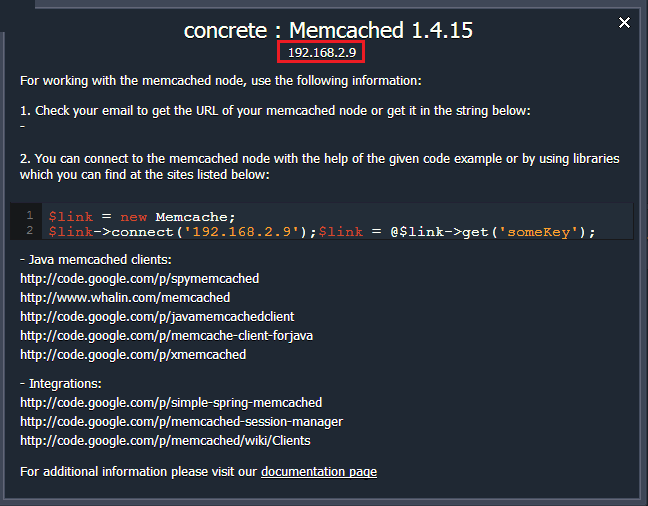 concrete : Memcached 1.4.15
192.168.2.9
For working with the memcached node, use the following information:
1. Check your email to get the URL of your memcached node or get it in the string below:
-
2. You can connect to the memcached node with the help of the given code example or by using libraries
which you can find at the sites listed below:
1 $link = new Memcache;
2 $link->connect('192.168.2.9');$link = @$link->get('someKey');
- Java memcached clients:
http://code.google.com/p/spymemcached
http://www.whalin.com/memcached
http://code.google.com/p/javamemcachedclient
http://code.google.com/p/memcache-client-forjava
http://code.google.com/p/xmemcached
- Integrations:
http://code.google.com/p/simple-spring-memcached
http://code.google.com/p/memcached-session-manager
http://code.google.com/p/memcached/wiki/Clients
For additional information please visit our documentation page